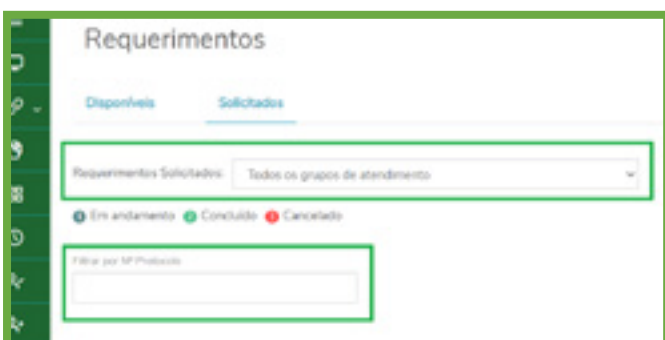 Requerimentos
Disponíveis Solicitados
Requerimentos Solicitados: Todos os grupos de atendimento
Em andamento Concluído Cancelado
Filtrar por Nº Protocolo